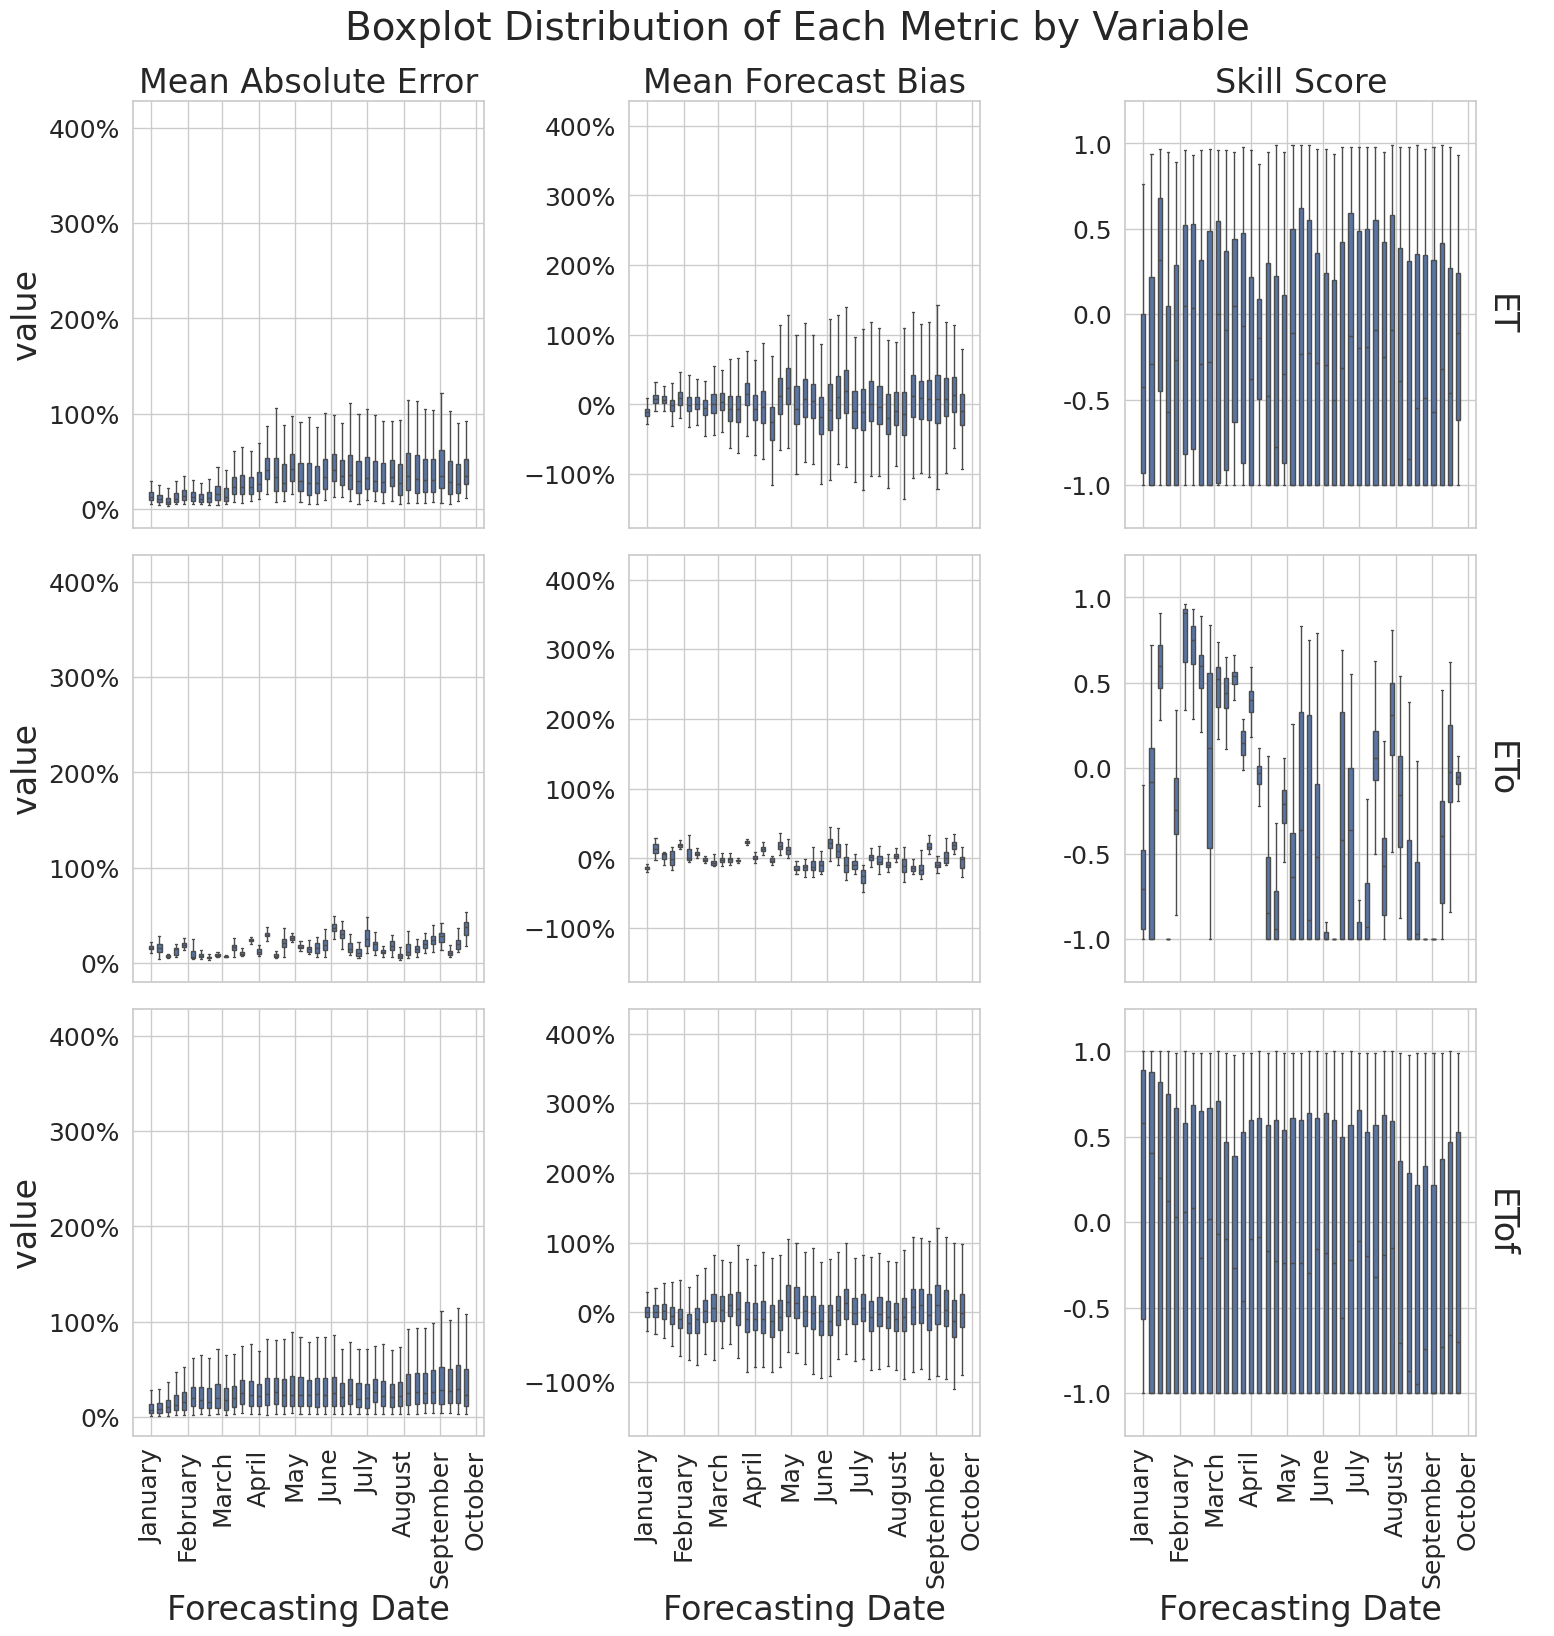 Boxplot Distribution of Each Metric by Variable
Mean Absolute Error
Mean Forecast Bias
Skill Score
400%
300%
200%
100%
0%
value
400%
300%
200%
100%
0%
−100%
1.0
0.5
0.0
-0.5
-1.0
ET
400%
300%
200%
100%
0%
value
400%
300%
200%
100%
0%
−100%
1.0
0.5
0.0
-0.5
-1.0
ETo
400%
300%
200%
100%
0%
value
400%
300%
200%
100%
0%
−100%
1.0
0.5
0.0
-0.5
-1.0
ETof
January
February
March
April
May
June
July
August
September
October
January
February
March
April
May
June
July
August
September
October
January
February
March
April
May
June
July
August
September
October
Forecasting Date
Forecasting Date
Forecasting Date